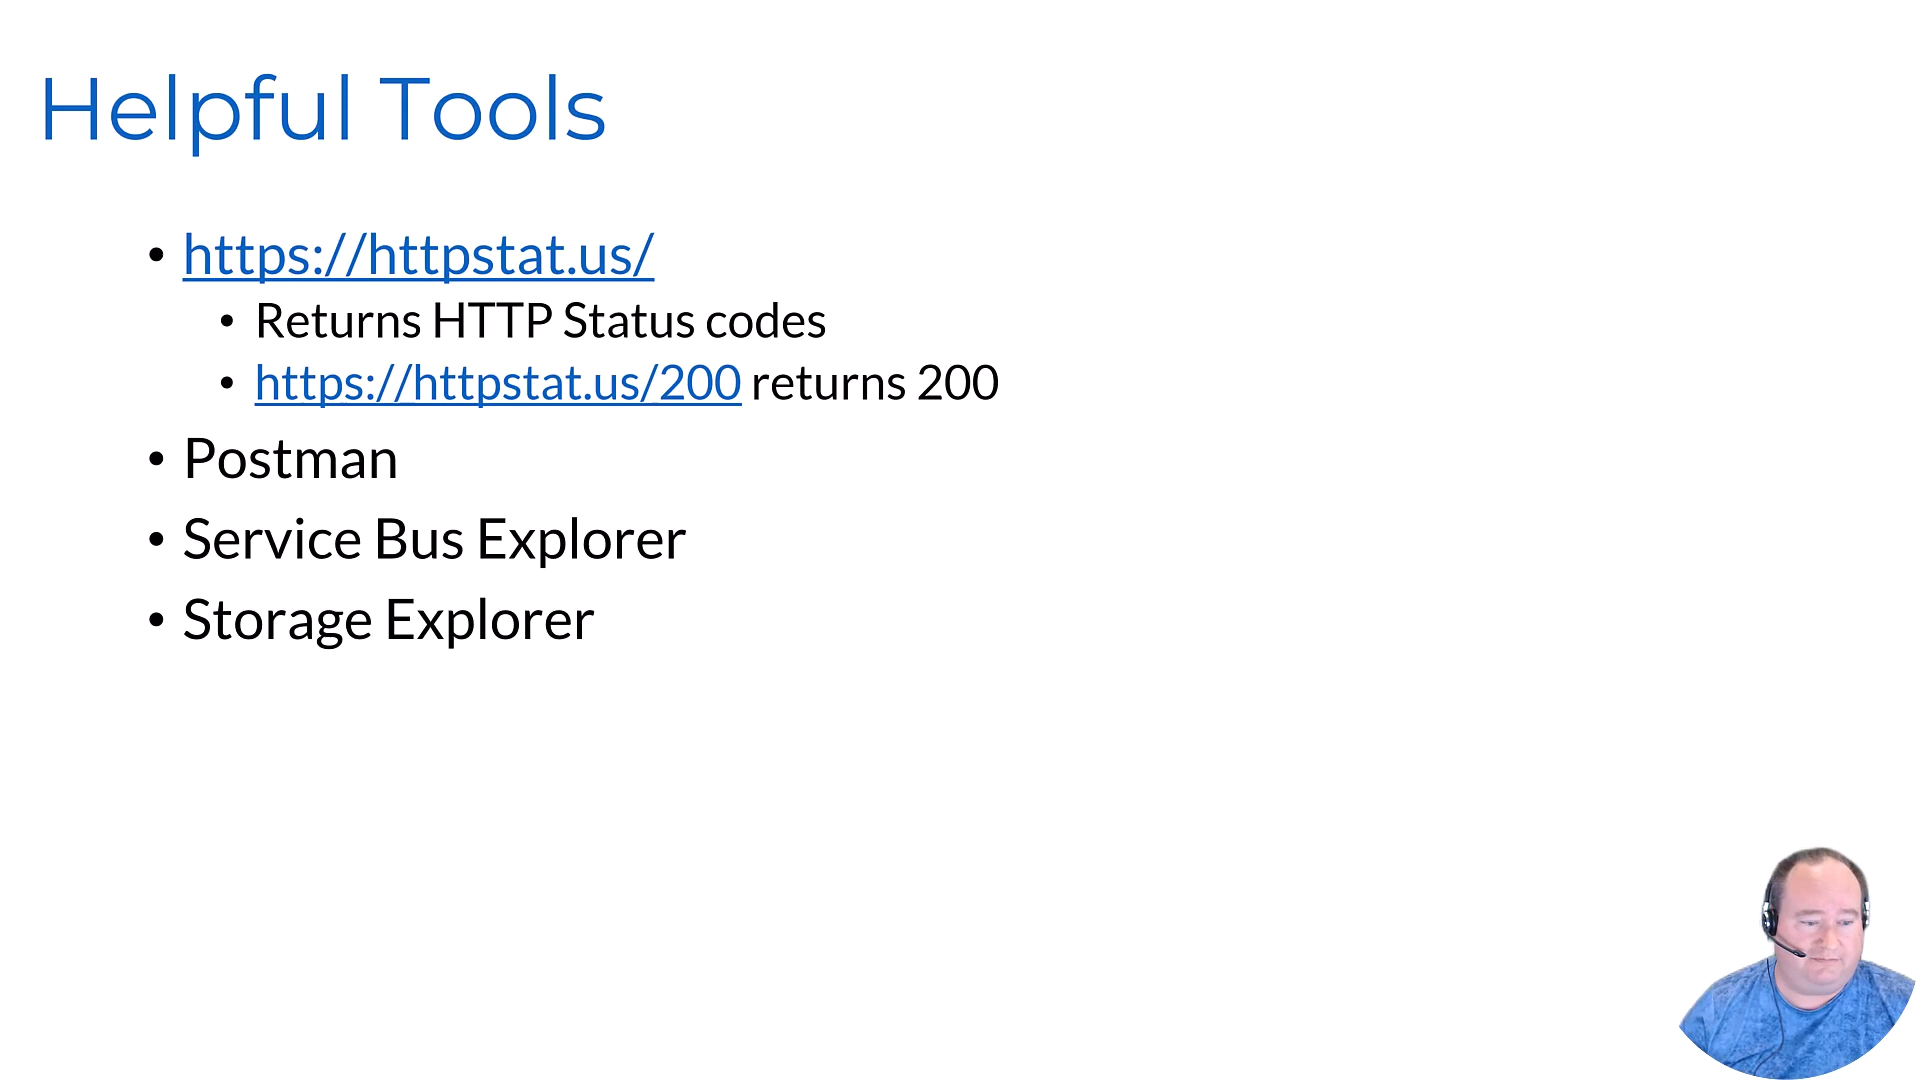 Helpful Tools
• https://httpstat.us/
• Returns HTTP Status codes
• https://httpstat.us/200 returns 200
• Postman
• Service Bus Explorer
• Storage Explorer